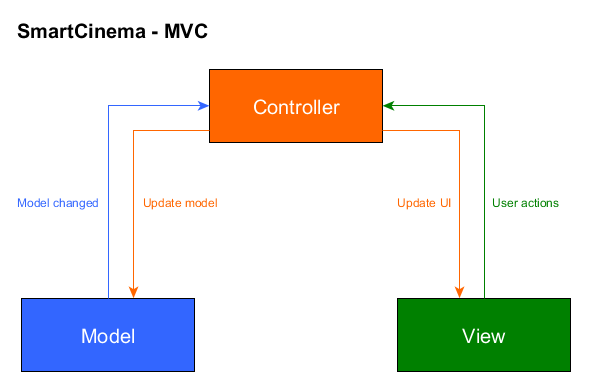 SmartCinema - MVC
Controller
Model changed
Update model
Update UI
User actions
Model
View